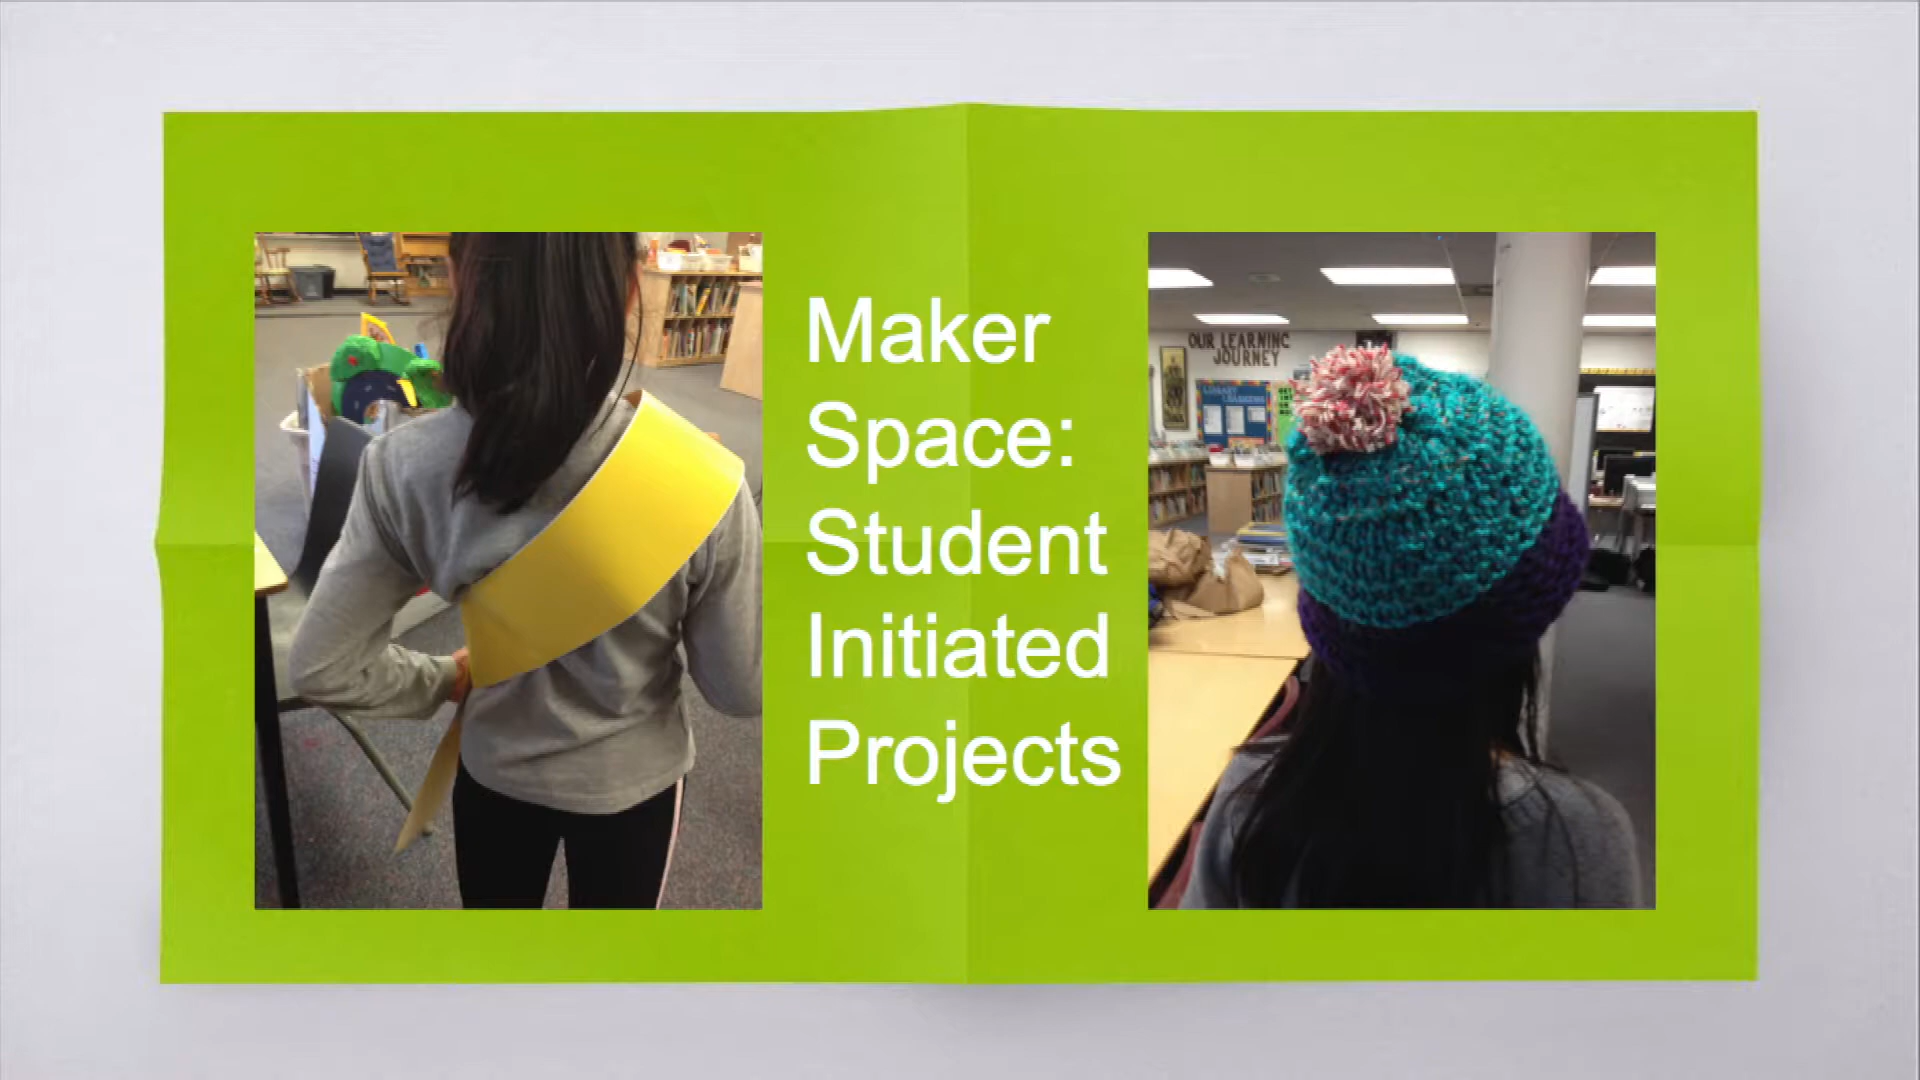 Maker
Space:
Student
Initiated
Projects
OUR LEARNING
JOURNEY